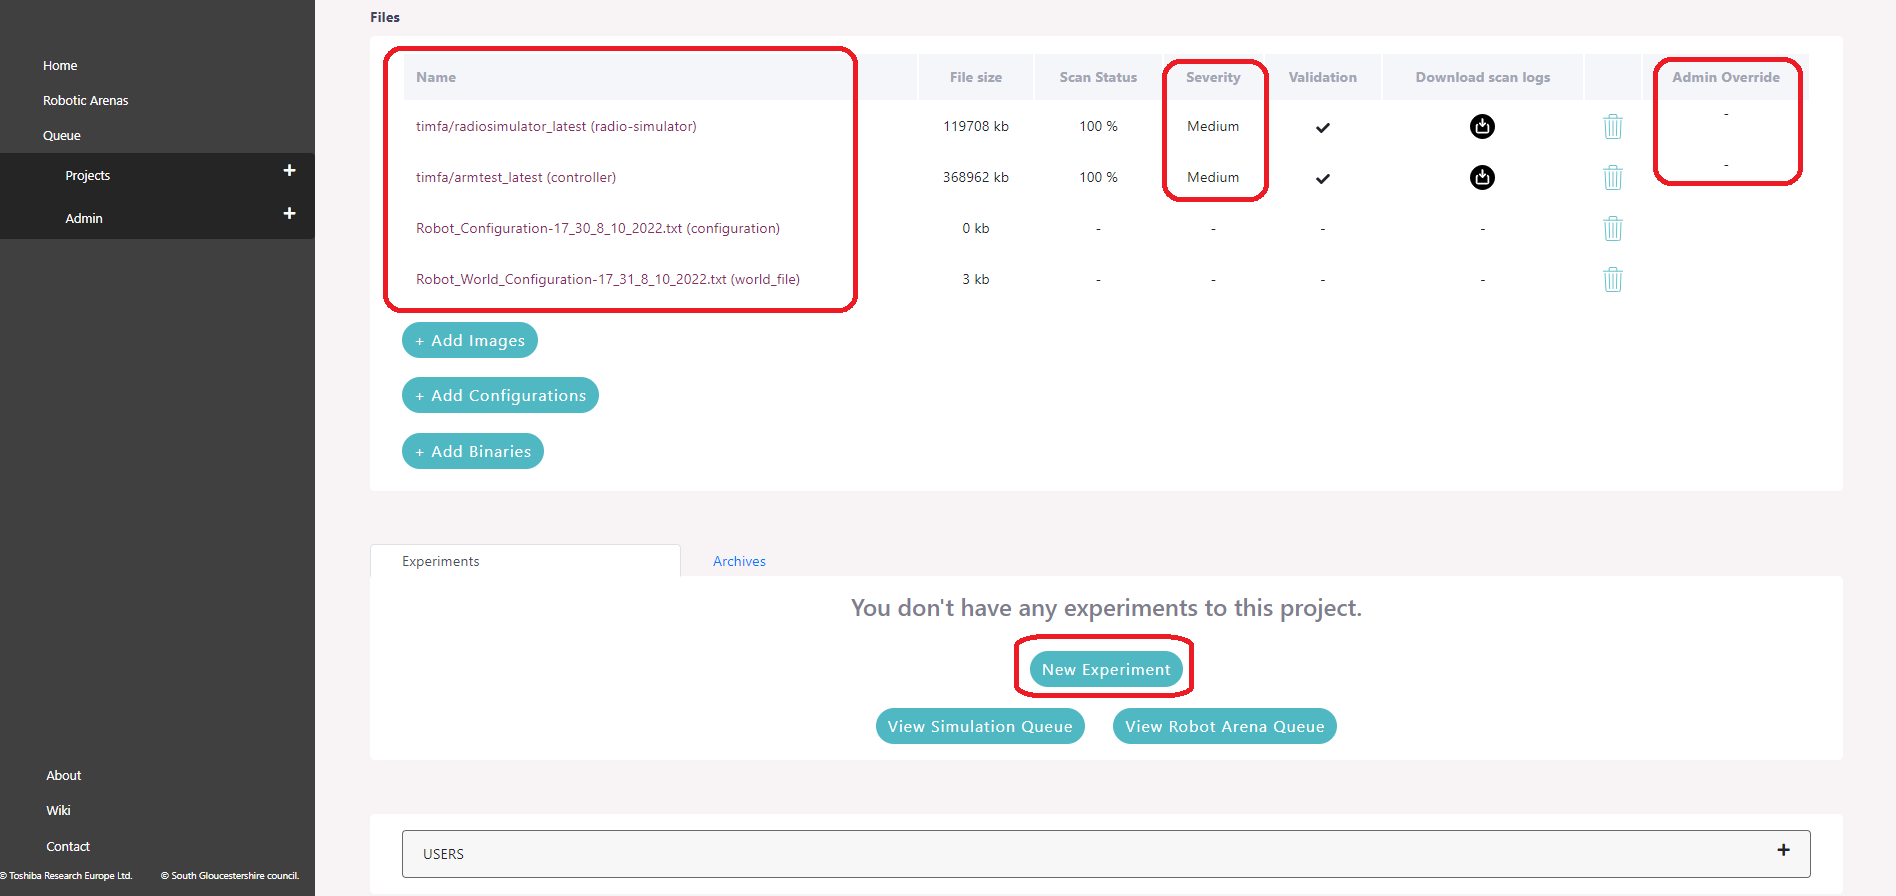 Files
Home
Robotic Arenas
Queue
Projects +
Admin +
Name File size Scan Status Severity Validation Download scan logs Admin Override
timfa/radiosimulator_latest (radio-simulator) 119708 kb 100 % Medium -
timfa/armtest_latest (controller) 368962 kb 100 % Medium -
Robot_Configuration-17_30_8_10_2022.txt (configuration) 0 kb - - - -
Robot_World_Configuration-17_31_8_10_2022.txt (world_file) 3 kb - - - -
+ Add Images
+ Add Configurations
+ Add Binaries
Experiments Archives
You don't have any experiments to this project.
New Experiment
View Simulation Queue View Robot Arena Queue
About
Wiki
Contact
© Toshiba Research Europe Ltd. © South Gloucestershire council.
USERS +